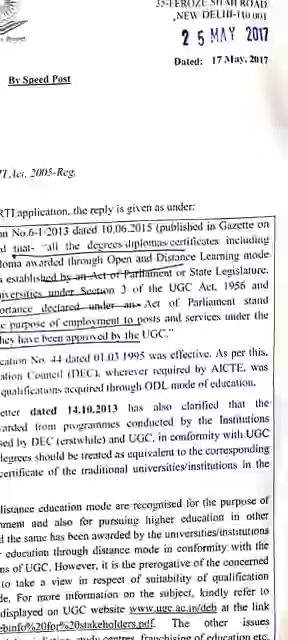 35-FEROZE SHAH ROAD
,NEW DELHI-110 001
25 MAY 2017
Dated: 17 May, 2017
By Speed Post
TI Act, 2005-Reg.
RTI application, the reply is given as under:
on No.6-1/2013 dated 10.06.2015 (published in Gazette on
d that- “all the degrees/diplomas/certificates including
loma awarded through Open and Distance Learning mode
s established by an Act of Parliament or State Legislature,
iversities under Section 3 of the UGC Act, 1956 and
portance declared under an Act of Parliament stand
e purpose of employment to posts and services under the
they have been approved by the UGC.”
cation No. 44 dated 01.03 1995 was effective. As per this,
ation Council (DEC), wherever required by AICTE, was
qualifications acquired through ODL mode of education.
etter dated 14.10.2013 has also clarified that the
varded from programmes conducted by the Institutions
sed by DEC (erstwhile) and UGC, in conformity with UGC
degrees should be treated as equivalent to the corresponding
certificate of the traditional universities/institutions in the
distance education mode are recognised for the purpose of
nment and also for pursuing higher education in other
d the same has been awarded by the universities/institutions
r education through distance mode in conformity with the
ns of UGC. However, it is the prerogative of the concerned
to take a view in respect of suitability of qualification
de. For more information on the subject, kindly refer to
displayed on UGC website www.ugc.ac.in/deb at the link
ebinfo%20for%20stakeholders.pdf. The other issues
study centres, franchising of education etc.